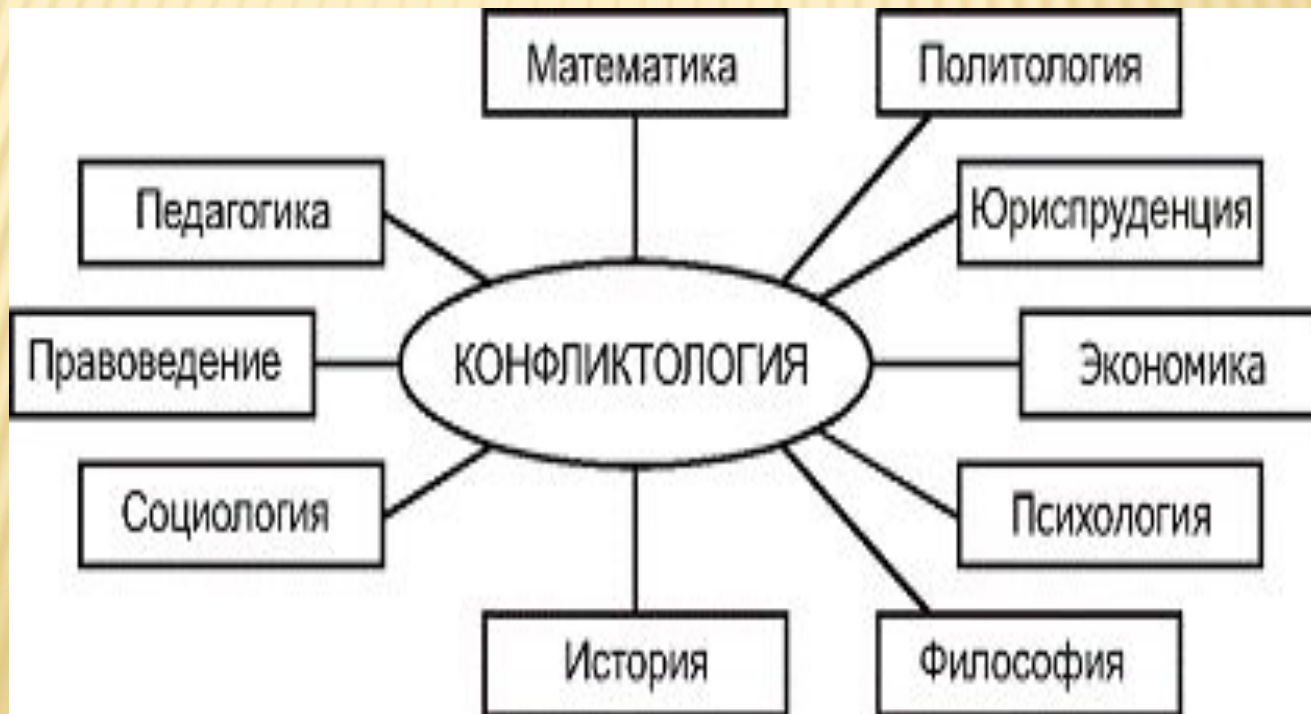 Математика
Политология
Педагогика
Юриспруденция
Правоведение
КОНФЛИКТОЛОГИЯ
Экономика
Социология
Психология
История
Философия